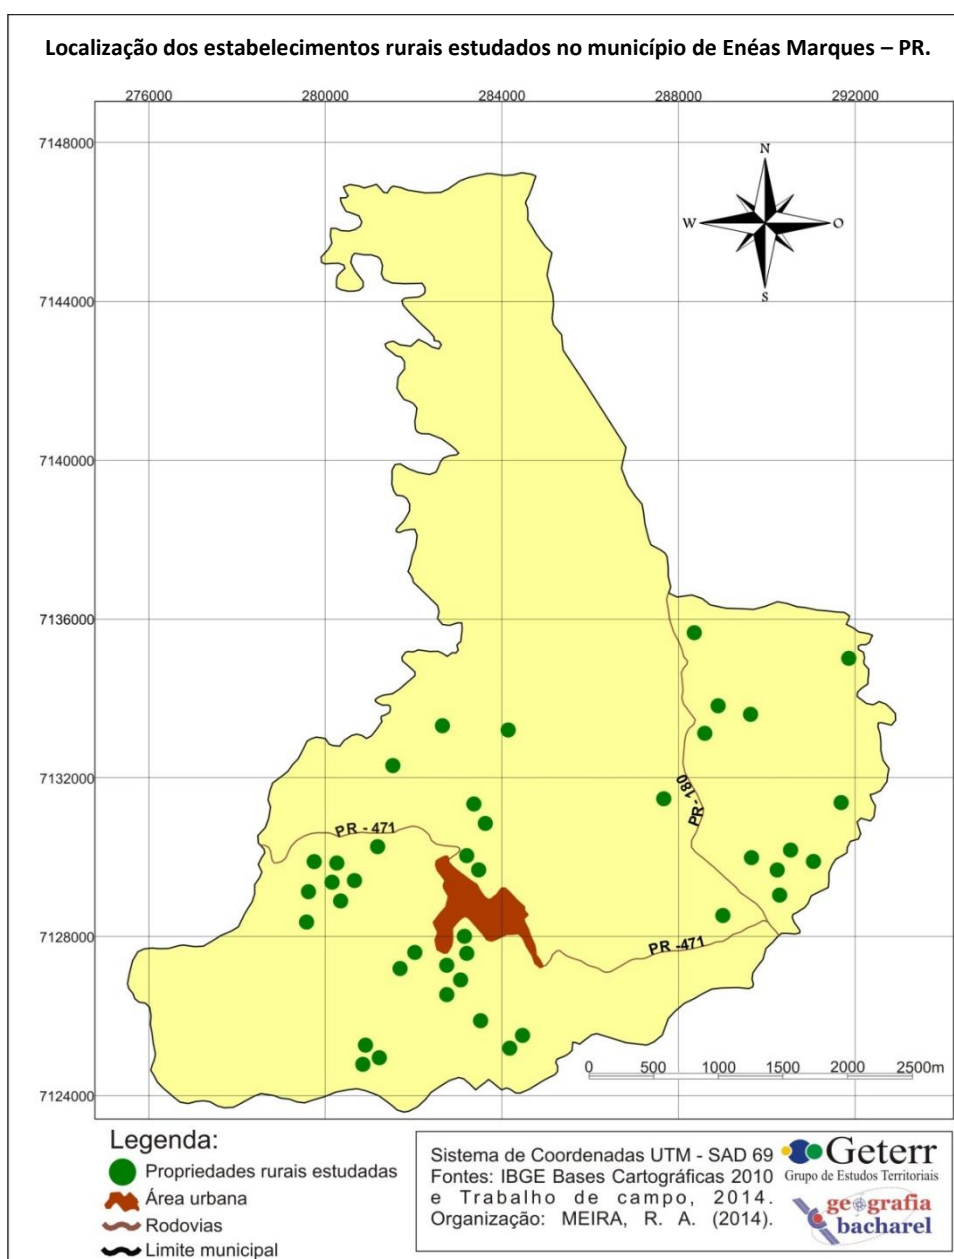 Localização dos estabelecimentos rurais estudados no município de Enéas Marques – PR.
276000 280000 284000 288000 292000
7148000
N
W O
S
7144000
7140000
7136000
7132000
PR - 180
PR - 471
7128000
PR -471
0 500 1000 1500 2000 2500m
7124000
Legenda:
Propriedades rurais estudadas
Área urbana
Rodovias
Limite municipal
Sistema de Coordenadas UTM - SAD 69
Fontes: IBGE Bases Cartográficas 2010
e Trabalho de campo, 2014.
Organização: MEIRA, R. A. (2014).
Geterr
Grupo de Estudos Territoriais
geografia
bacharel